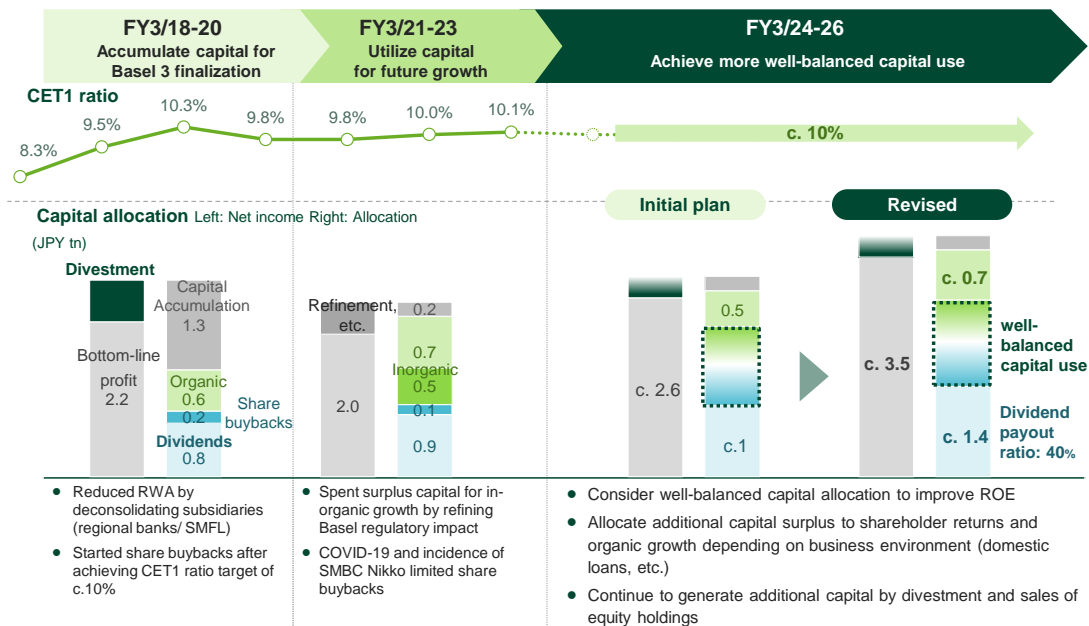 FY3/18-20
Accumulate capital for
Basel 3 finalization
FY3/21-23
Utilize capital
for future growth
FY3/24-26
Achieve more well-balanced capital use
CET1 ratio
8.3%
9.5%
10.3%
9.8%
9.8%
10.0%
10.1%
c. 10%
Capital allocation Left: Net income Right: Allocation
(JPY tn)
Initial plan
Revised
Divestment
Bottom-line
profit
2.2
Capital
Accumulation
1.3
Organic
0.6
0.2
Share
buybacks
Dividends
0.8
Refinement,
etc.
2.0
0.2
0.7
Inorganic
0.5
0.1
0.9
c. 2.6
0.5
c.1
c. 3.5
c. 0.7
c. 1.4
well-
balanced
capital use
Dividend
payout
ratio: 40%
● Reduced RWA by
deconsolidating subsidiaries
(regional banks/ SMFL)
● Started share buybacks after
achieving CET1 ratio target of
c.10%
● Spent surplus capital for in-
organic growth by refining
Basel regulatory impact
● COVID-19 and incidence of
SMBC Nikko limited share
buybacks
● Consider well-balanced capital allocation to improve ROE
● Allocate additional capital surplus to shareholder returns and
organic growth depending on business environment (domestic
loans, etc.)
● Continue to generate additional capital by divestment and sales of
equity holdings